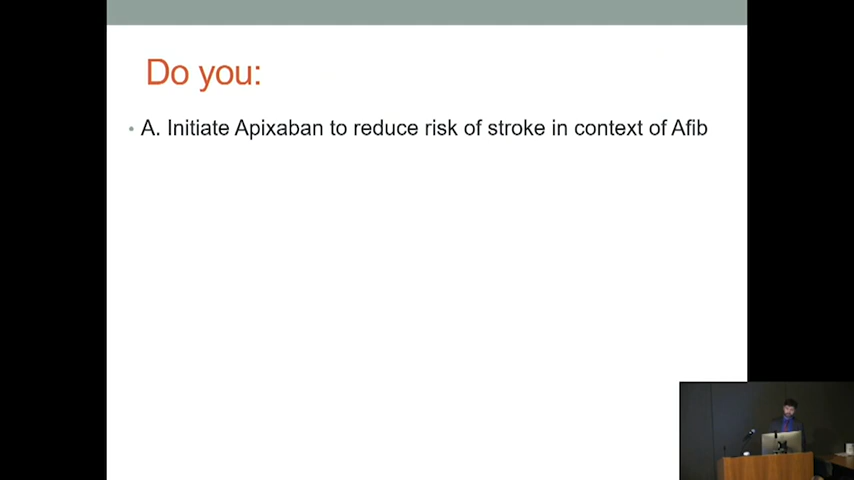 Do you:
• A. Initiate Apixaban to reduce risk of stroke in context of Afib